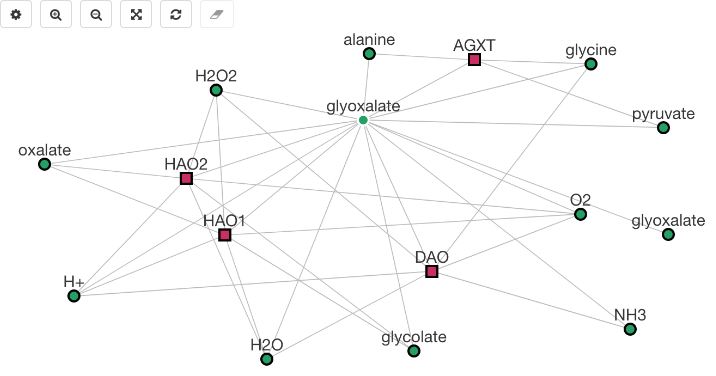 alanine
AGXT
glycine
H2O2
glyoxalate
pyruvate
oxalate
HAO2
O2
HAO1
glyoxalate
DAO
H+
NH3
H2O
glycolate